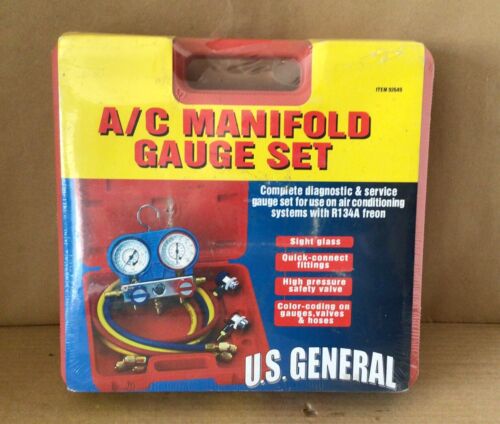 ITEM 92649
A/C MANIFOLD
GAUGE SET
Complete diagnostic & service
gauge set for use on air conditioning
systems with R134A freon
Sight glass
Quick-connect
fittings
High pressure
safety valve
Color-coding on
gauges,valves
& hoses
U.S. GENERAL